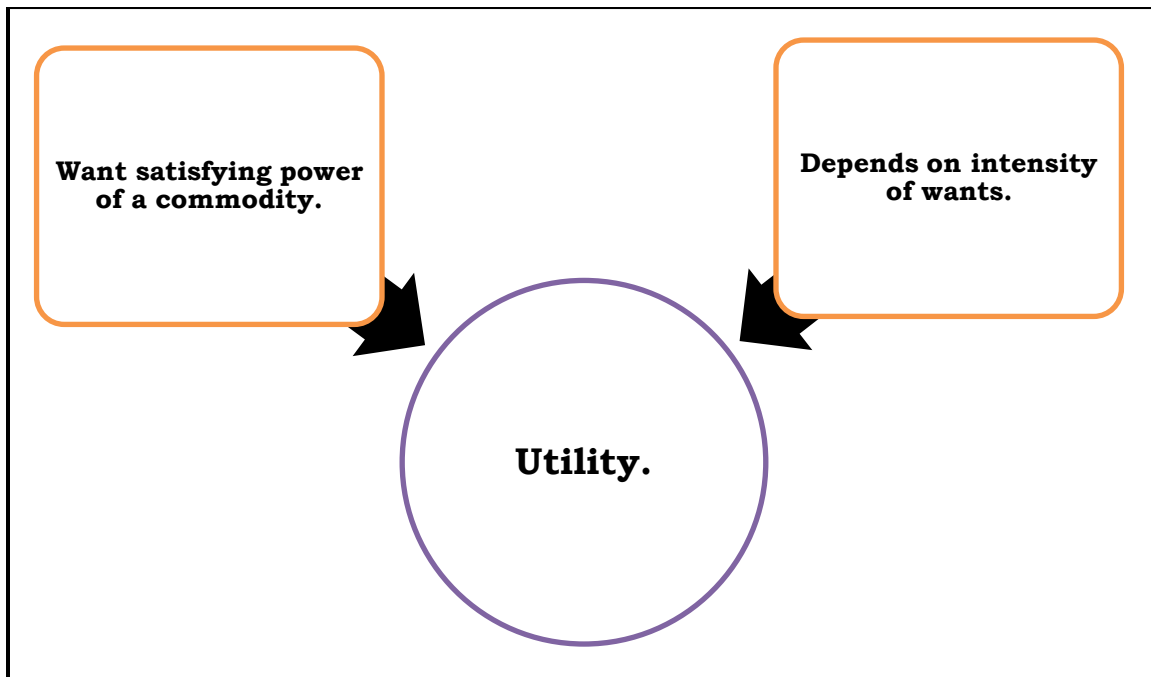 Want satisfying power
of a commodity.
Depends on intensity
of wants.
Utility.